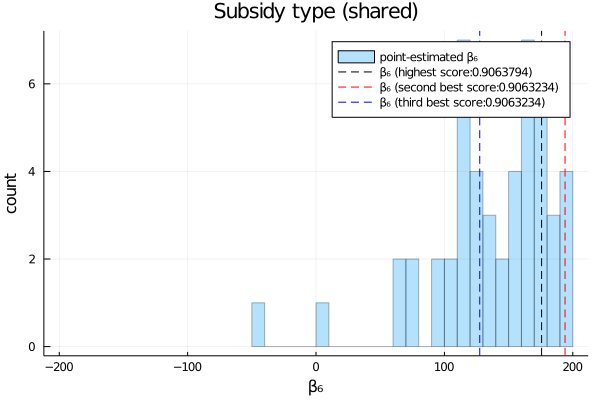 Subsidy type (shared)
point-estimated β₆
β₆ (highest score:0.9063794)
β₆ (second best score:0.9063234)
β₆ (third best score:0.9063234)
6
4
2
0
count
−200
−100
0
100
200
β₆